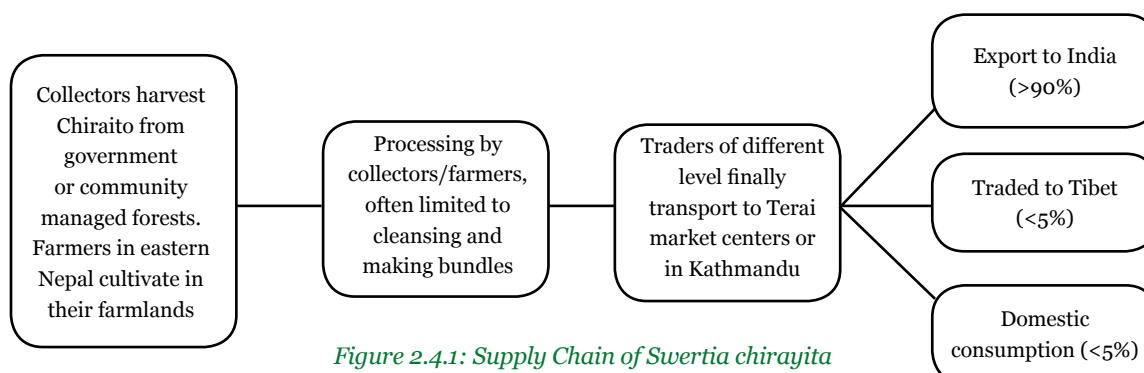 Collectors harvest
Chiraito from
government
or community
managed forests.
Farmers in eastern
Nepal cultivate in
their farmlands
Processing by
collectors/farmers,
often limited to
cleansing and
making bundles
Traders of different
level finally
transport to Terai
market centers or
in Kathmandu
Export to India
(>90%)
Traded to Tibet
(<5%)
Domestic
consumption (<5%)
Figure 2.4.1: Supply Chain of Swertia chirayita